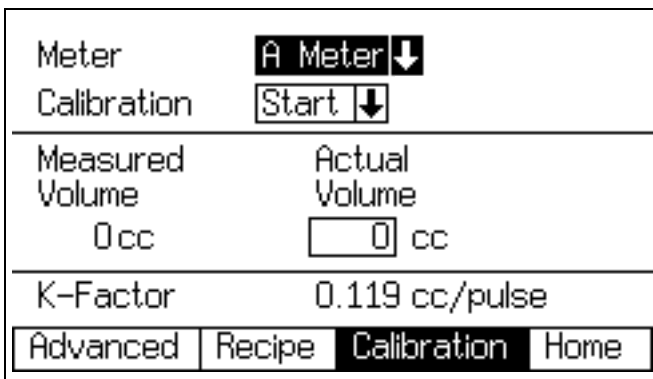 Meter A Meter
Calibration Start
Measured Actual
Volume Volume
0 cc 0 cc
K-Factor 0.119 cc/pulse
Advanced Recipe Calibration Home